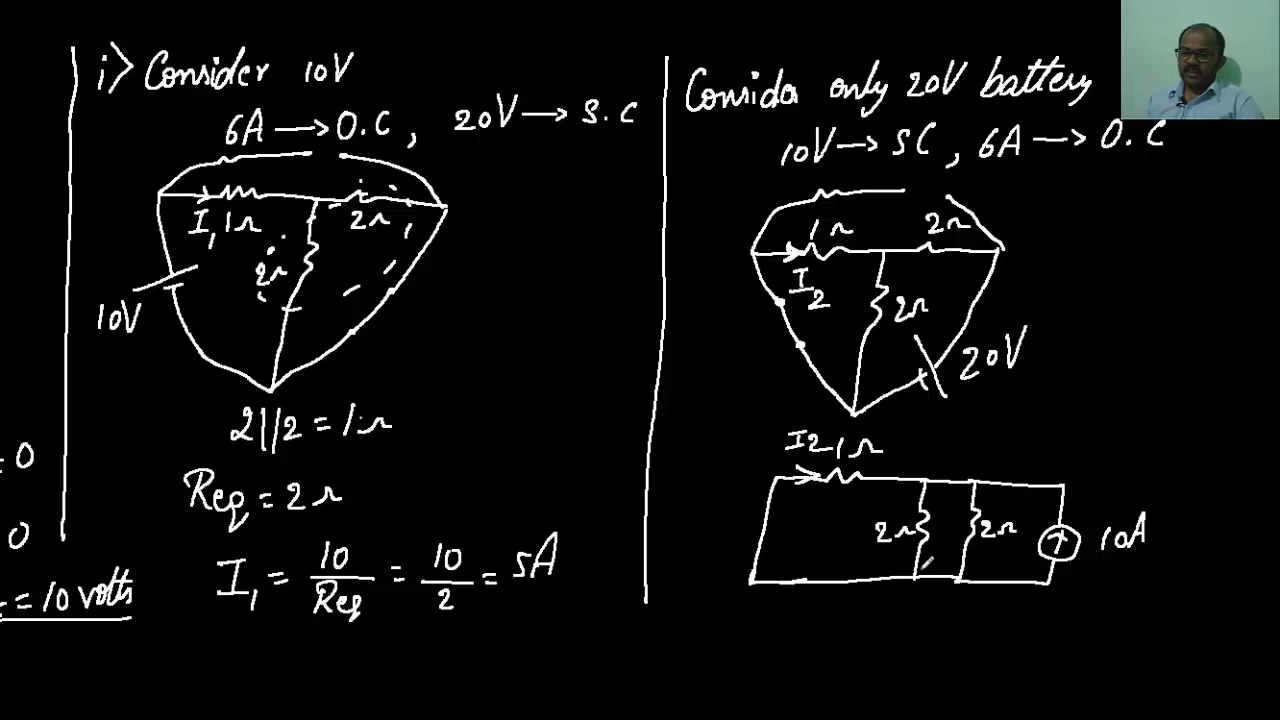 i) Consider 10V
6A → O.C, 20V → S.C
I₁ 1Ω 2Ω
2Ω
10V
2||2 = 1Ω
Req = 2Ω
I₁ = 10/Req = 10/2 = 5A
= 0
0
= 10 volts
Consider only 20V battery
10V → SC, 6A → O.C
1Ω 2Ω
I₂
2Ω
20V
I2 1Ω
2Ω 2Ω 10A